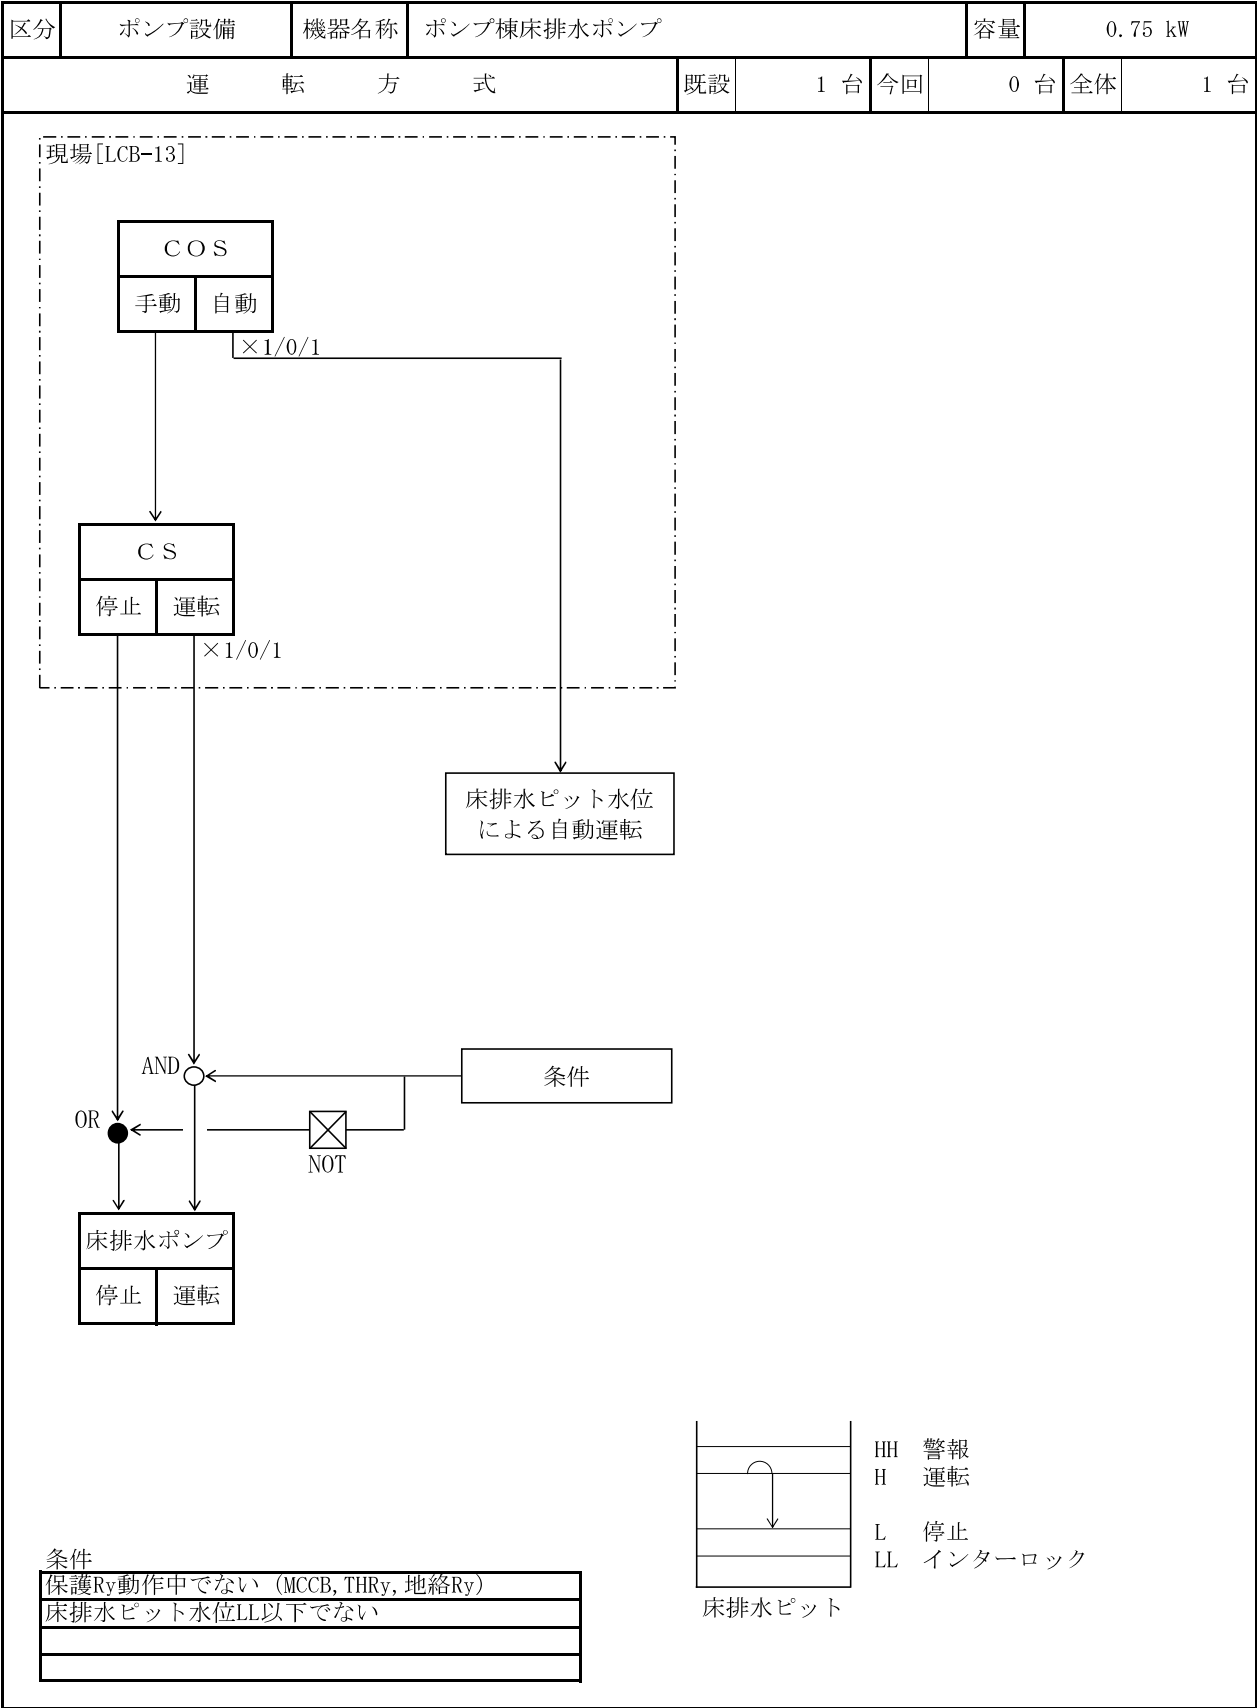 区分 ポンプ設備 機器名称 ポンプ棟床排水ポンプ 容量 0.75 kW
運転方式 既設 1 台 今回 0 台 全体 1 台
現場[LCB-13]
ＣＯＳ
手動 自動
×1/0/1
ＣＳ
停止 運転
×1/0/1
床排水ピット水位
による自動運転
AND
条件
OR
NOT
床排水ポンプ
停止 運転
HH 警報
H 運転
L 停止
LL インターロック
床排水ピット
条件
保護Ry動作中でない（MCCB,THRy,地絡Ry）
床排水ピット水位LL以下でない